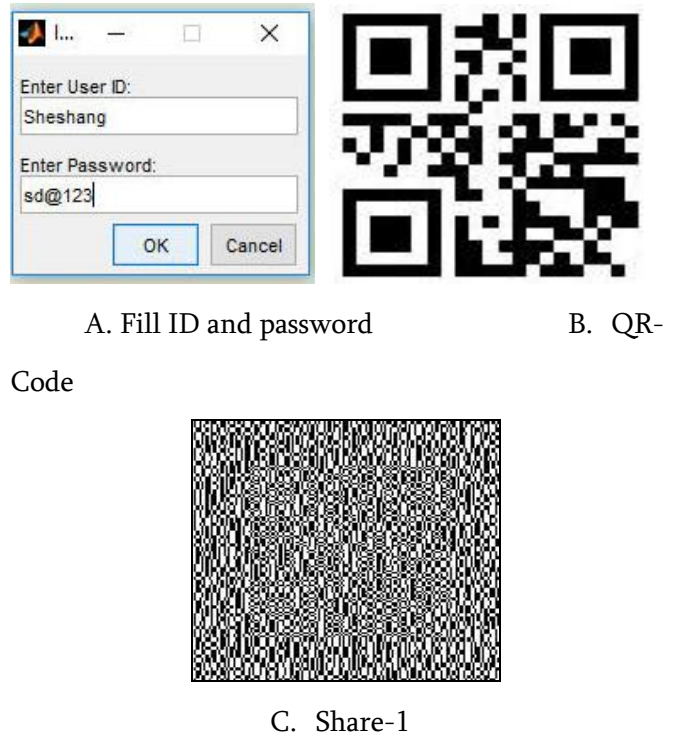 I...
Enter User ID:
Sheshang
Enter Password:
sd@123
OK Cancel
A. Fill ID and password B. QR-
Code
C. Share-1